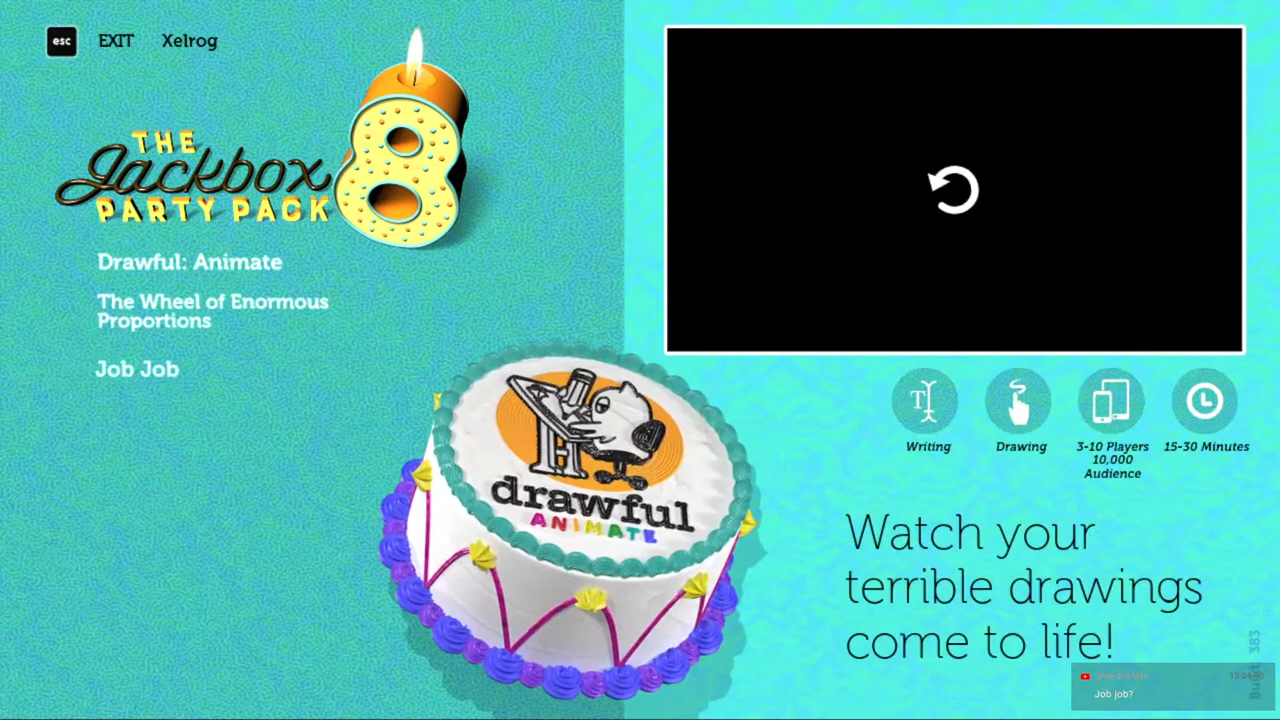 esc EXIT Xelrog
THE
Jackbox
PARTY PACK
8
Drawful: Animate
The Wheel of Enormous
Proportions
Job Job
drawful
ANIMATE
Writing
Drawing
3-10 Players
10,000
Audience
15-30 Minutes
Watch your
terrible drawings
come to life!
Job job?